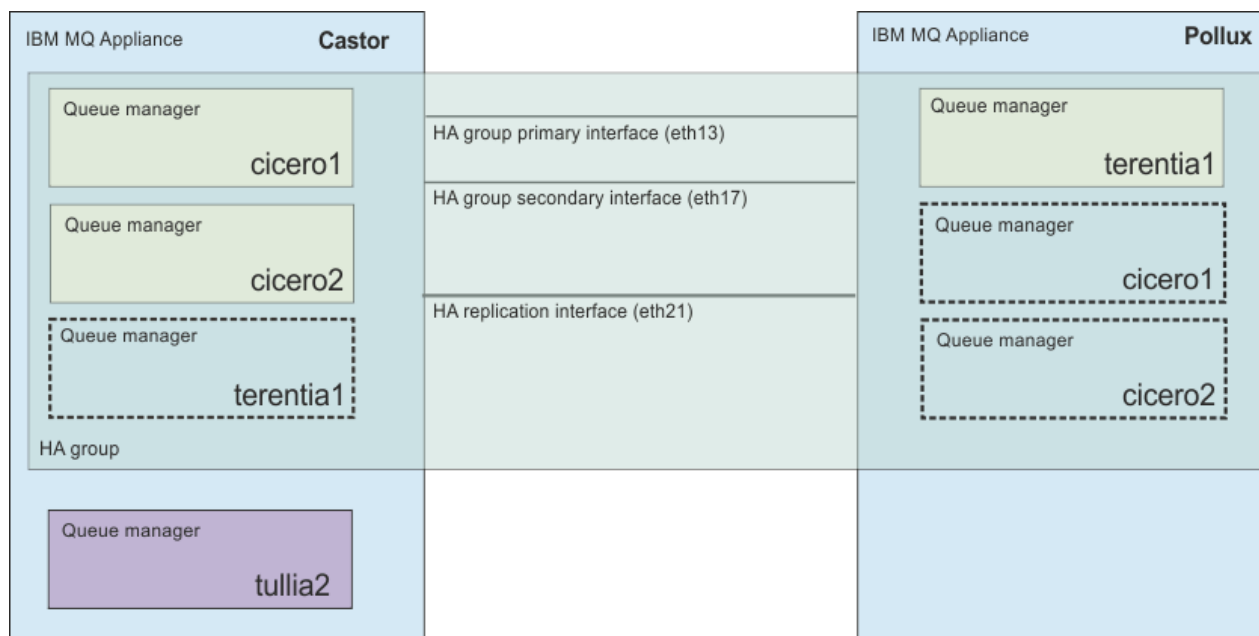 IBM MQ Appliance
Castor
Queue manager
cicero1
Queue manager
cicero2
Queue manager
terentia1
HA group
Queue manager
tullia2
HA group primary interface (eth13)
HA group secondary interface (eth17)
HA replication interface (eth21)
IBM MQ Appliance
Pollux
Queue manager
terentia1
Queue manager
cicero1
Queue manager
cicero2